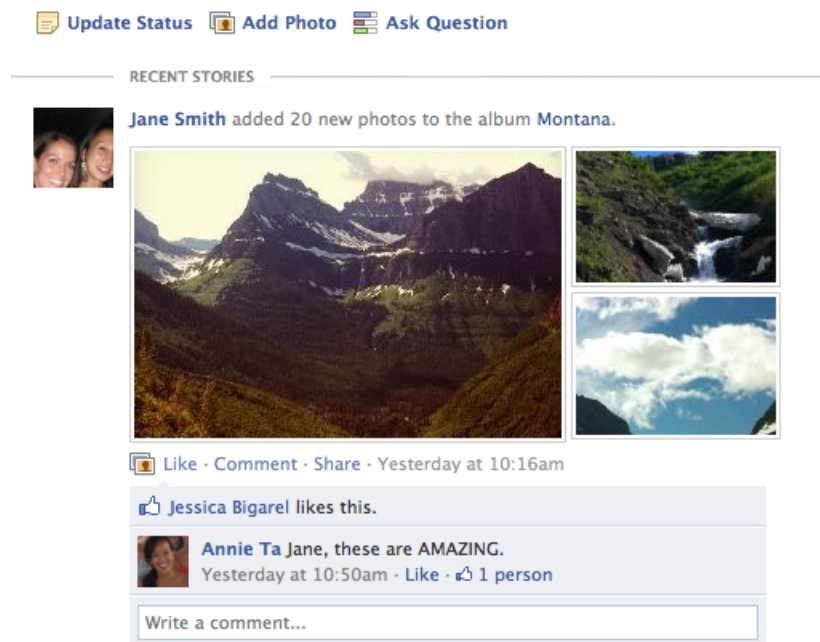 Update Status Add Photo Ask Question
RECENT STORIES
Jane Smith added 20 new photos to the album Montana.
Like · Comment · Share · Yesterday at 10:16am
Jessica Bigarel likes this.
Annie Ta Jane, these are AMAZING.
Yesterday at 10:50am · Like · 1 person
Write a comment...